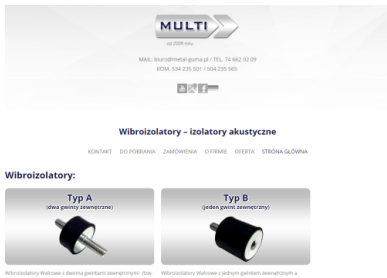 MULTI
od 2006 roku
MAIL: biuro@metal-guma.pl / TEL. 74 662 02 09
KOM. 534 235 501 / 504 235 503
Wibroizolatory – izolatory akustyczne
KONTAKT DO POBRANIA ZAMÓWIENIA O FIRMIE OFERTA STRONA GŁÓWNA
Wibroizolatory:
Typ A
(dwa gwinty zewnętrzne)
Typ B
(jeden gwint zewnętrzny)
Wibroizolatory Walcowe z dwoma gwintami zewnętrznymi (tzw.
Wibroizolatory Walcowe z jednym gwintem zewnętrznym a